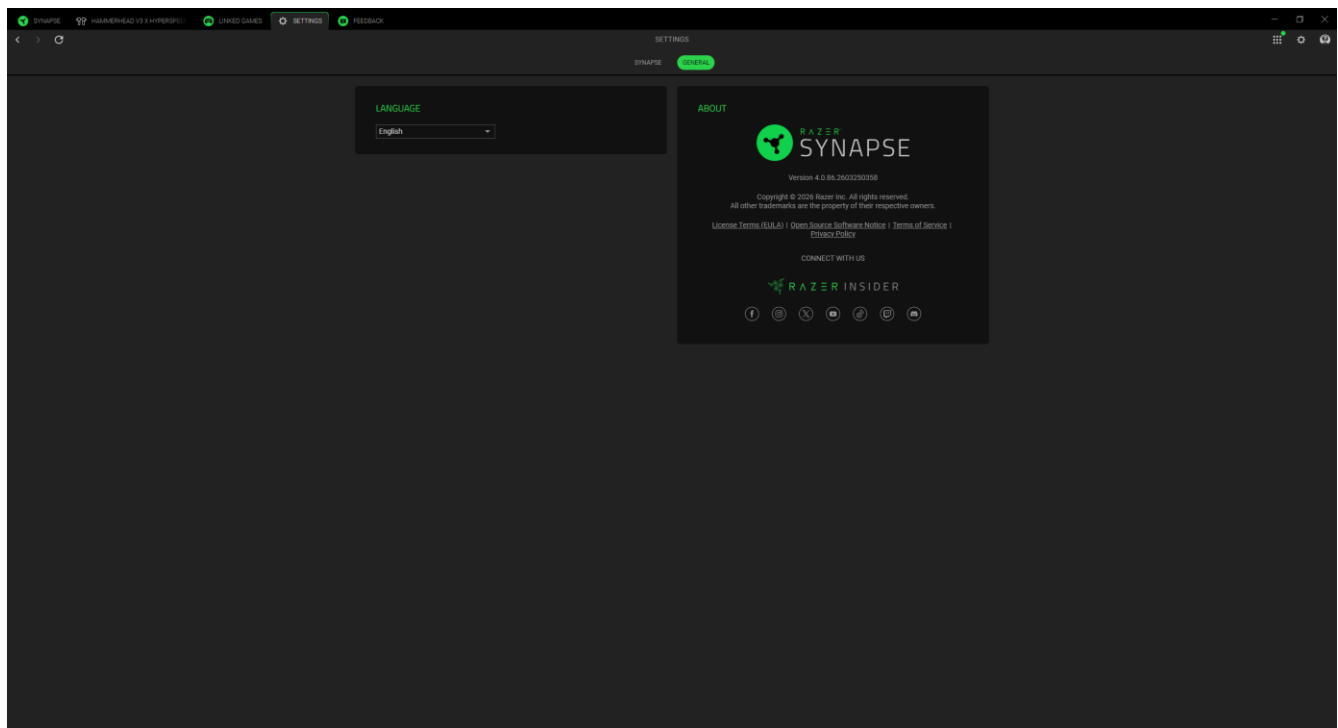 SYNAPSE
HAMMERHEAD V3 X HYPERSPEED
LINKED GAMES
SETTINGS
FEEDBACK
SETTINGS
SYNAPSE
GENERAL
LANGUAGE
English
ABOUT
RAZER
SYNAPSE
Version 4.0.86.2603250358
Copyright © 2026 Razer Inc. All rights reserved.
All other trademarks are the property of their respective owners.
License Terms (EULA) | Open Source Software Notice | Terms of Service |
Privacy Policy
CONNECT WITH US
RAZER INSIDER